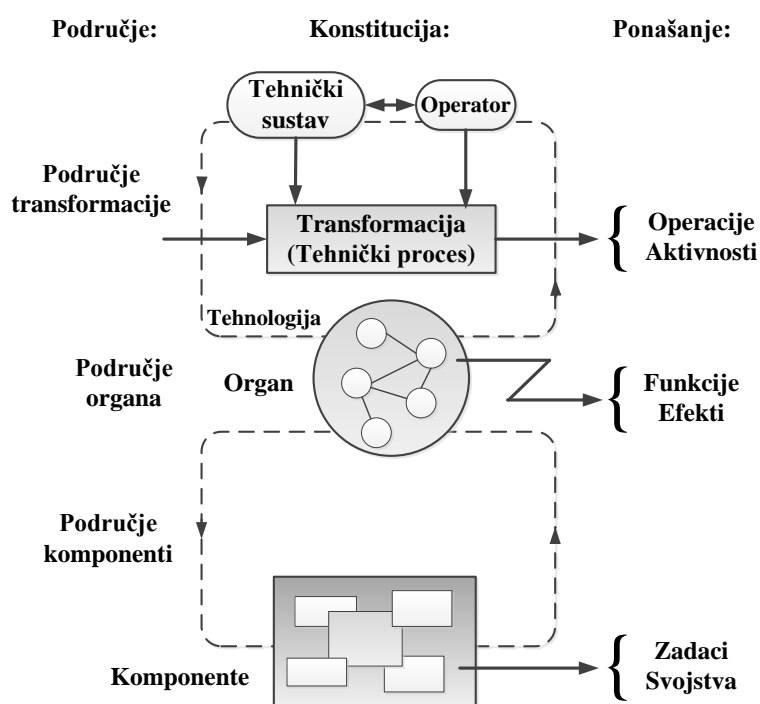 Područje:
Konstitucija:
Ponašanje:
Tehnički
sustav
Operator
Područje
transformacije
Transformacija
(Tehnički proces)
Operacije
Aktivnosti
Tehnologija
Područje
organa
Organ
Funkcije
Efekti
Područje
komponenti
Komponente
Zadaci
Svojstva